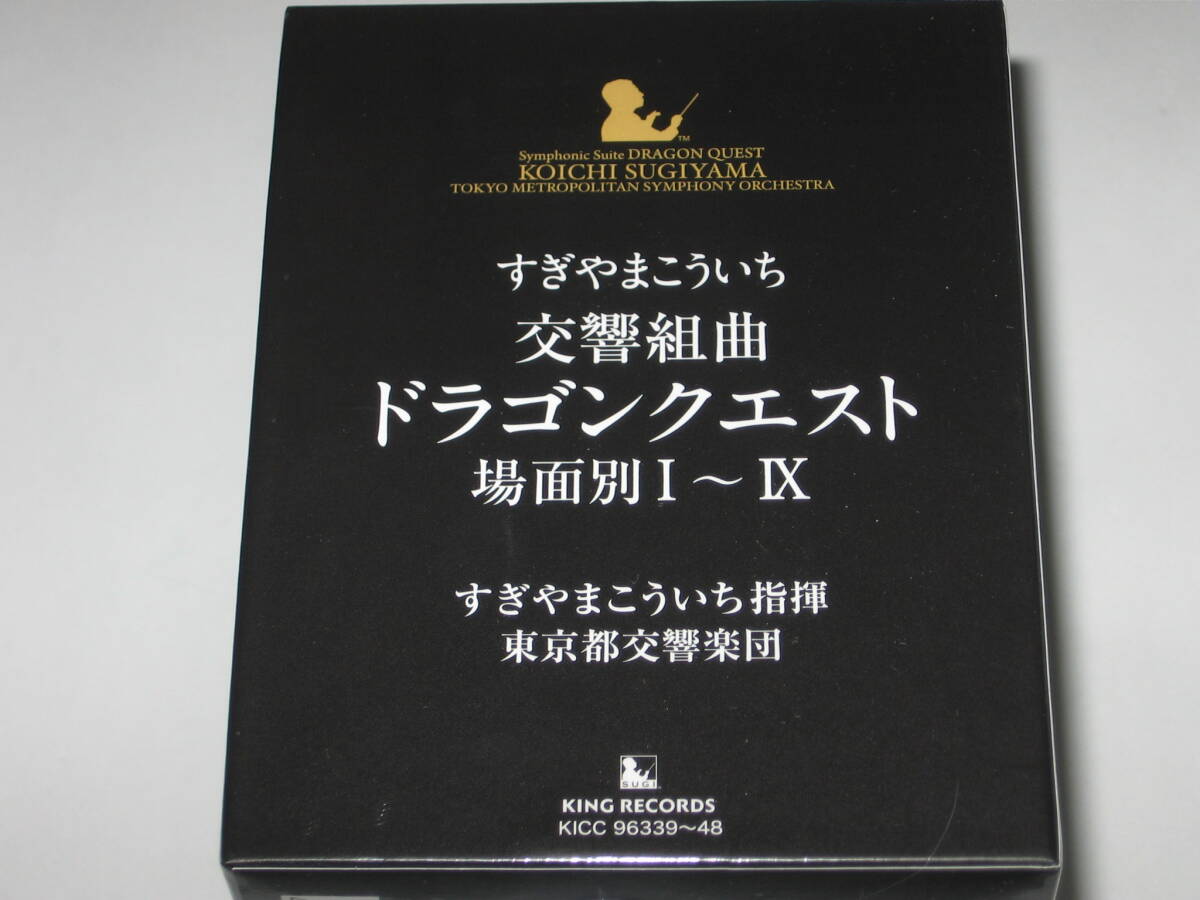 TM
Symphonic Suite DRAGON QUEST
KOICHI SUGIYAMA
TOKYO METROPOLITAN SYMPHONY ORCHESTRA
すぎやまこういち
交響組曲
ドラゴンクエスト
場面別Ⅰ～Ⅸ
すぎやまこういち指揮
東京都交響楽団
SUGI
KING RECORDS
KICC 96339～48